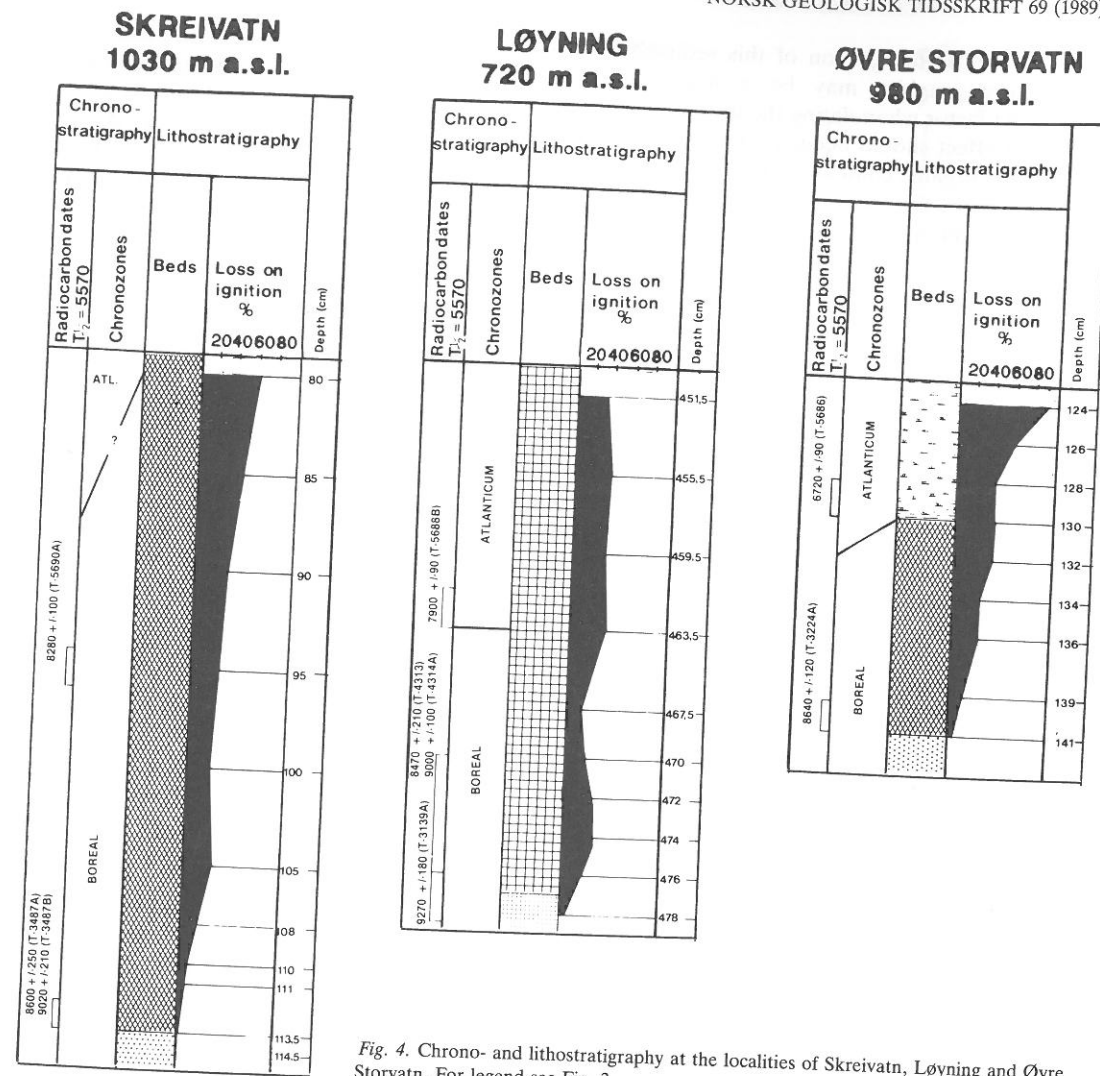 NORSK GEOLOGISK TIDSSKRIFT 69 (1989)
SKREIVATN
1030 m a.s.l.
Chrono-
stratigraphy
Lithostratigraphy
Radiocarbon dates
T½ = 5570
Chronozones
Beds
Loss on
ignition
%
20406080
Depth (cm)
ATL.
?
BOREAL
8280 +/-100 (T-5690A)
8600 +/-250 (T-3487A)
9020 +/-210 (T-3487B)
80
85
90
95
100
105
108
110
111
113.5
114.5
LØYNING
720 m a.s.l.
Chrono-
stratigraphy
Lithostratigraphy
Radiocarbon dates
T½ = 5570
Chronozones
Beds
Loss on
ignition
%
20406080
Depth (cm)
ATLANTICUM
BOREAL
7900 +/-90 (T-5688B)
8470 +/-210 (T-4313)
9000 +/-100 (T-4314A)
9270 +/-180 (T-3139A)
451.5
455.5
459.5
463.5
467.5
470
472
474
476
478
ØVRE STORVATN
980 m a.s.l.
Chrono-
stratigraphy
Lithostratigraphy
Radiocarbon dates
T½ = 5570
Chronozones
Beds
Loss on
ignition
%
20406080
Depth (cm)
ATLANTICUM
BOREAL
6720 +/-90 (T-5686)
8640 +/-120 (T-3224A)
124
126
128
130
132
134
136
139
141
Fig. 4. Chrono- and lithostratigraphy at the localities of Skreivatn, Løyning and Øvre
Storvatn. For legend see Fig.